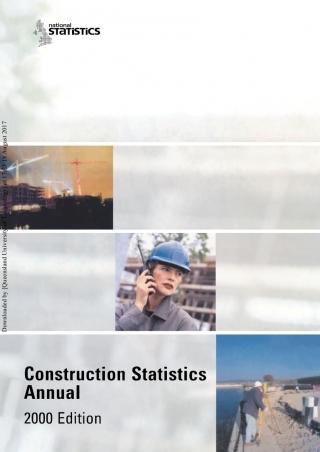 national
STATISTICS
Construction Statistics
Annual
2000 Edition